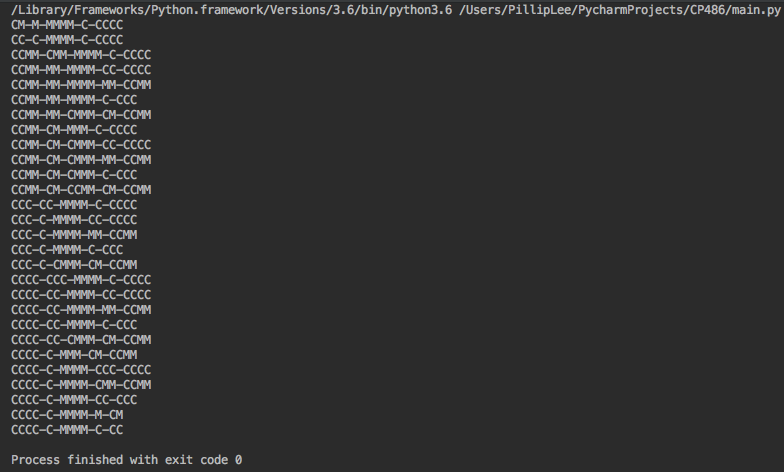 /Library/Frameworks/Python.framework/Versions/3.6/bin/python3.6 /Users/PillipLee/PycharmProjects/CP486/main.py
CM-M-MMMM-C-CCCC
CC-C-MMMM-C-CCCC
CCMM-CMM-MMMM-C-CCCC
CCMM-MM-MMMM-CC-CCCC
CCMM-MM-MMMM-MM-CCMM
CCMM-MM-MMMM-C-CCC
CCMM-MM-CMMM-CM-CCMM
CCMM-CM-MMM-C-CCCC
CCMM-CM-CMMM-CC-CCCC
CCMM-CM-CMMM-MM-CCMM
CCMM-CM-CMMM-C-CCC
CCMM-CM-CCMM-CM-CCMM
CCC-CC-MMMM-C-CCCC
CCC-C-MMMM-CC-CCCC
CCC-C-MMMM-MM-CCMM
CCC-C-MMMM-C-CCC
CCC-C-CMMM-CM-CCMM
CCCC-CCC-MMMM-C-CCCC
CCCC-CC-MMMM-CC-CCCC
CCCC-CC-MMMM-MM-CCMM
CCCC-CC-MMMM-C-CCC
CCCC-CC-CMMM-CM-CCMM
CCCC-C-MMM-CM-CCMM
CCCC-C-MMMM-CCC-CCCC
CCCC-C-MMMM-CMM-CCMM
CCCC-C-MMMM-CC-CCC
CCCC-C-MMMM-M-CM
CCCC-C-MMMM-C-CC
Process finished with exit code 0